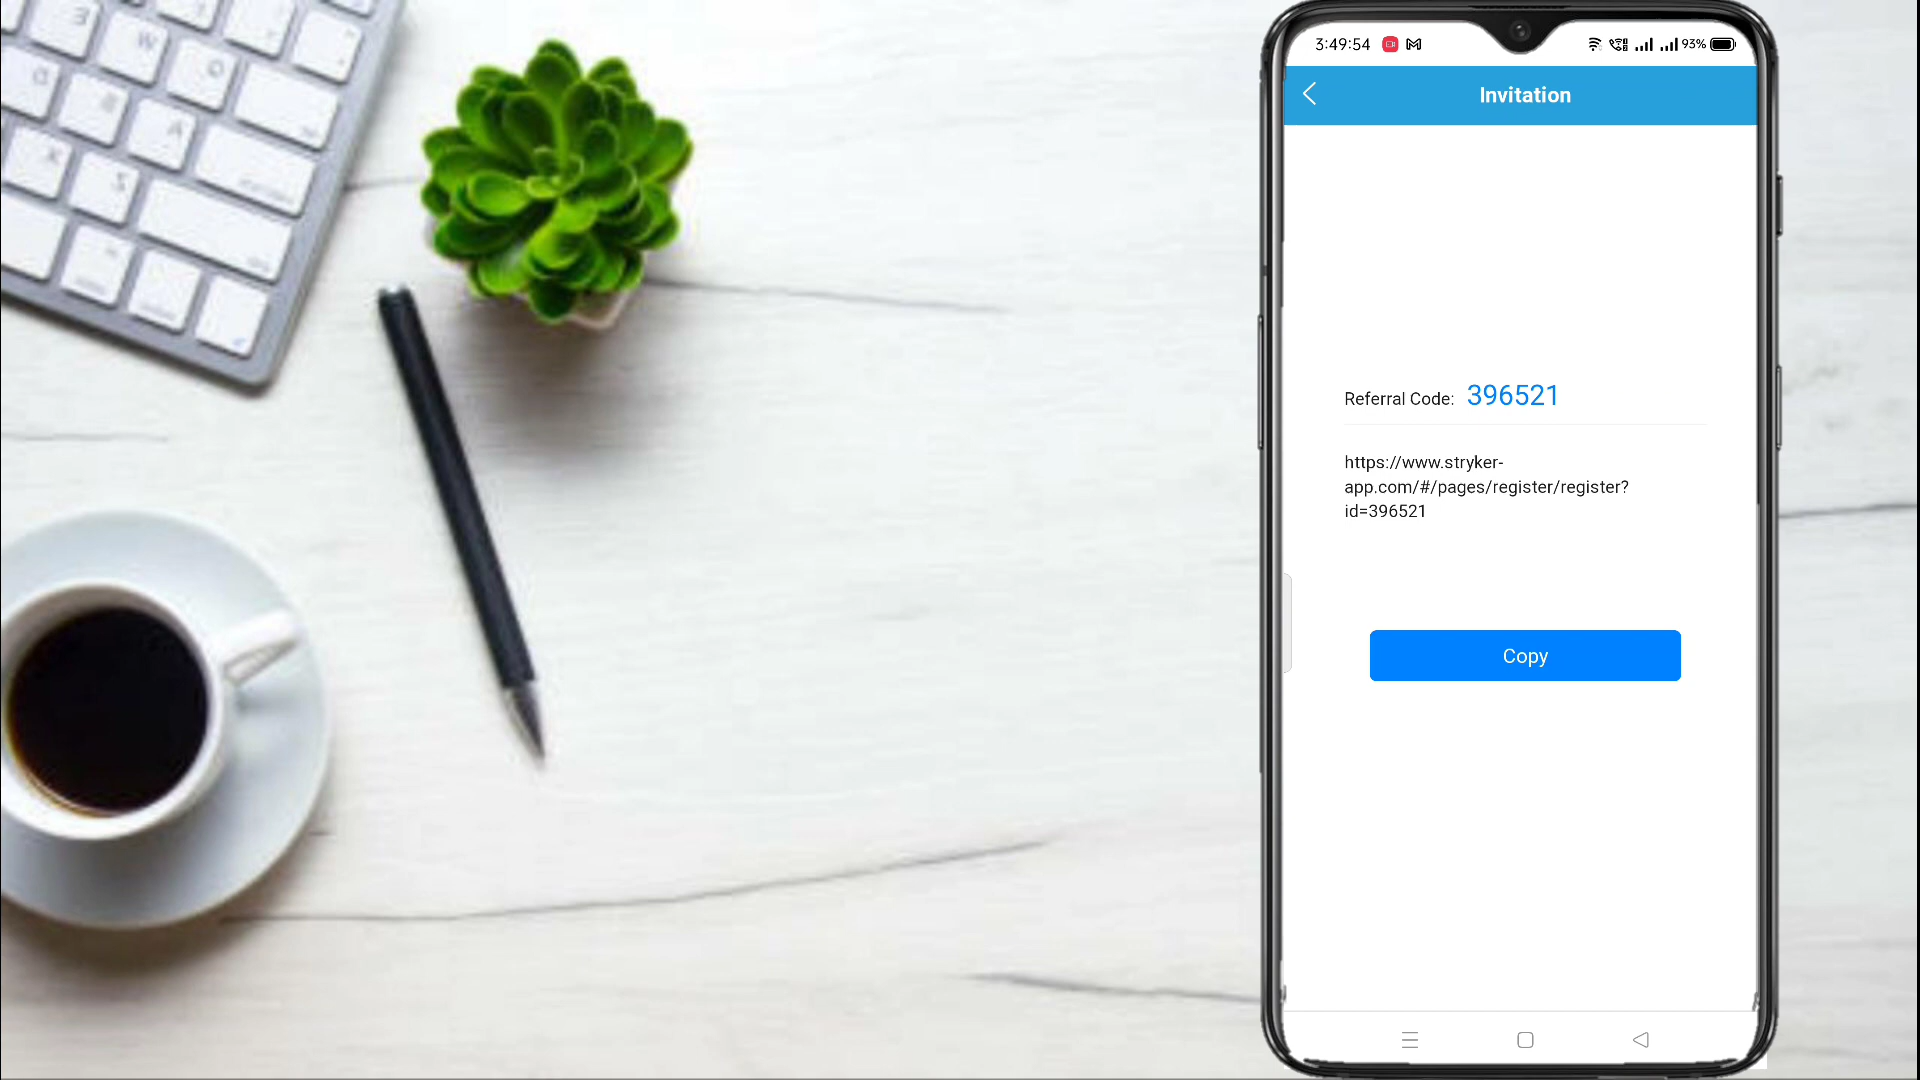 3:49:54
93%
Invitation
Referral Code: 396521
https://www.stryker-
app.com/#/pages/register/register?
id=396521
Copy